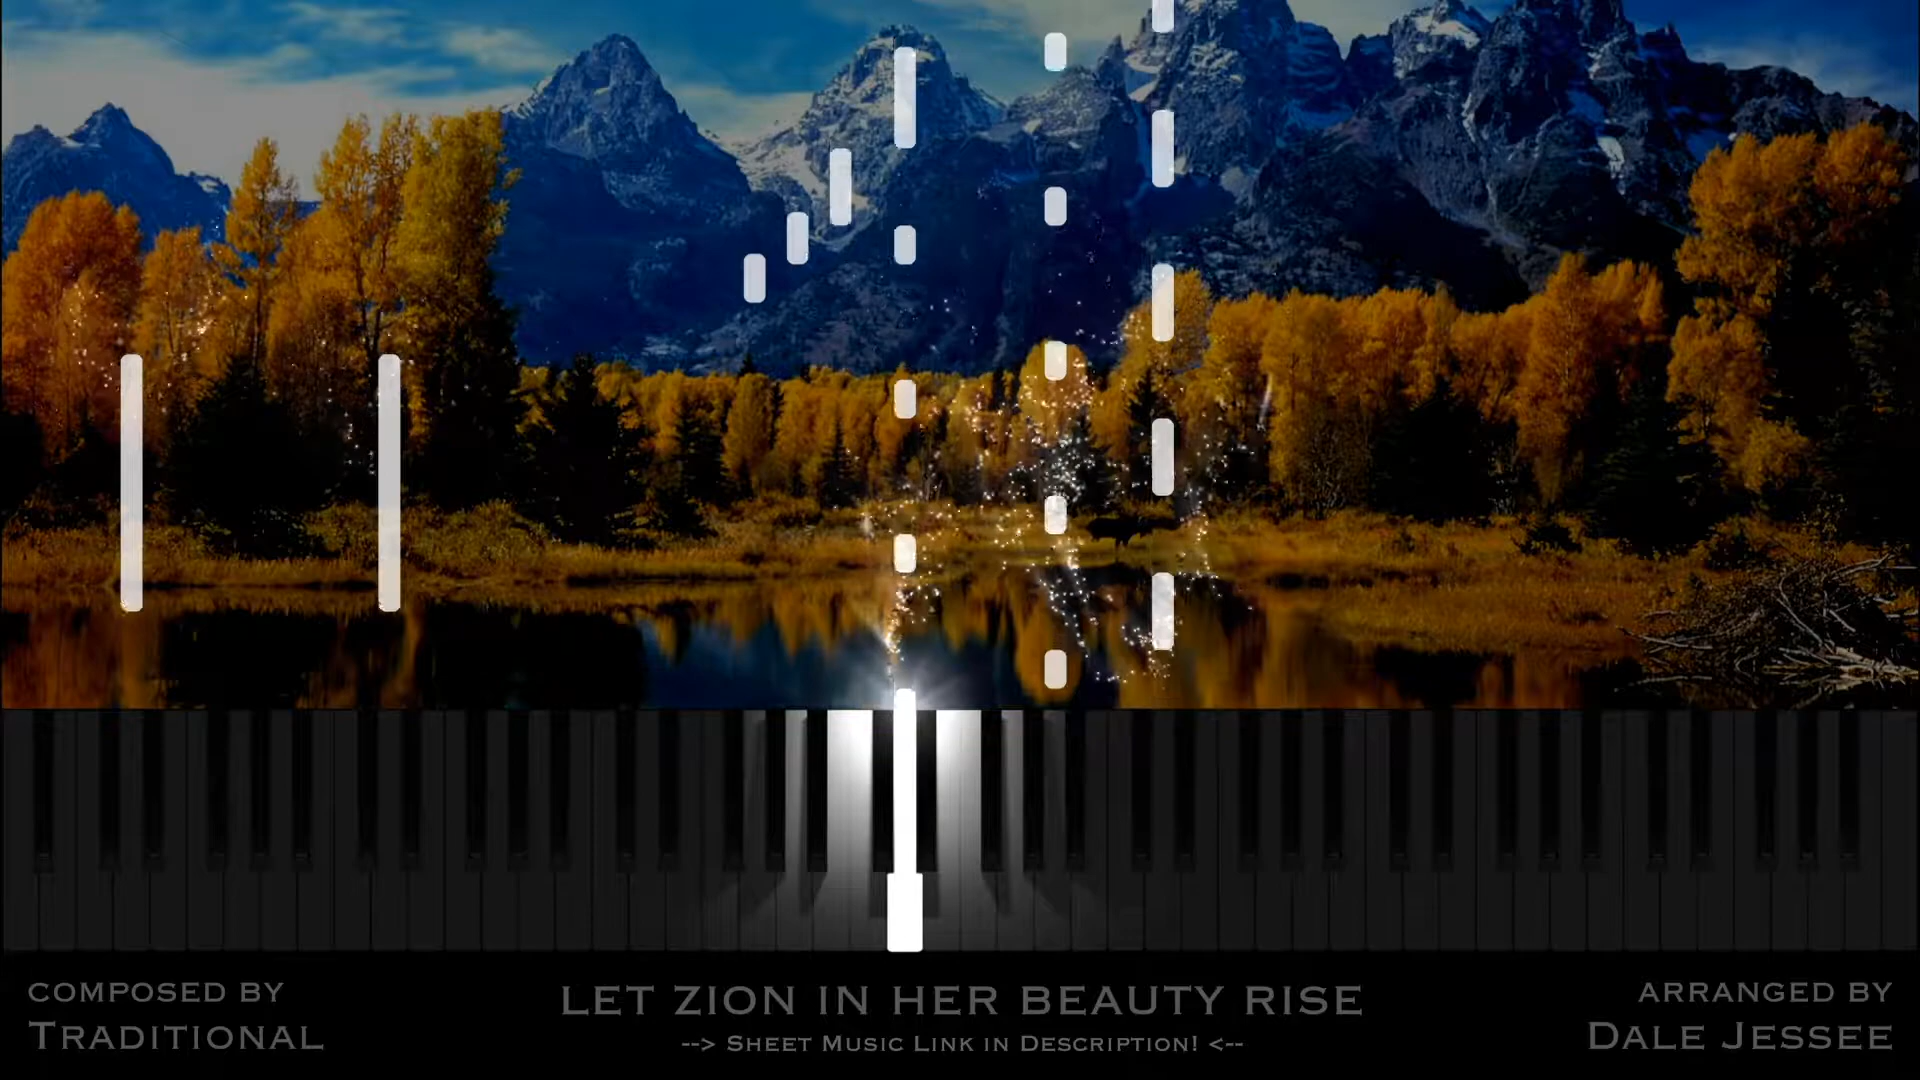 COMPOSED BY
TRADITIONAL
LET ZION IN HER BEAUTY RISE
--> SHEET MUSIC LINK IN DESCRIPTION! <--
ARRANGED BY
DALE JESSEE